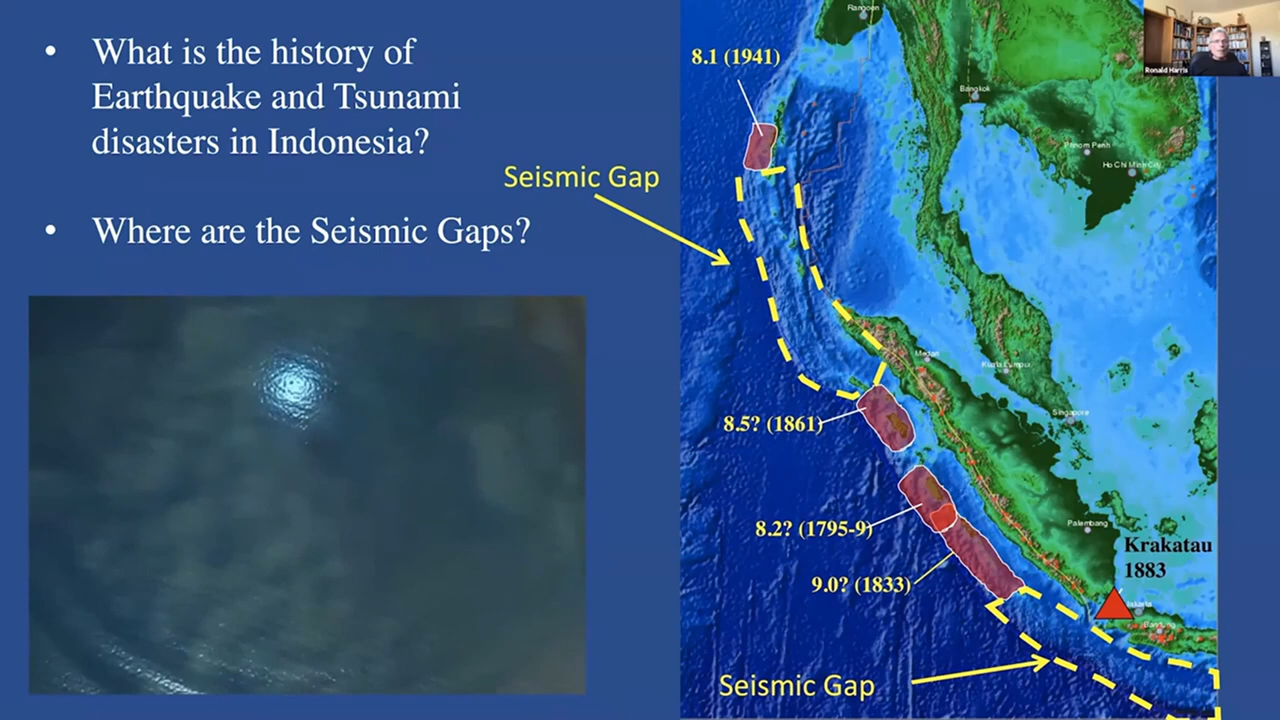 • What is the history of
Earthquake and Tsunami
disasters in Indonesia?
• Where are the Seismic Gaps?
Seismic Gap
8.1 (1941)
8.5? (1861)
8.2? (1795-9)
9.0? (1833)
Seismic Gap
Krakatau
1883
Rangoon
Bangkok
Phnom Penh
Ho Chi Minh City
Medan
Kuala Lumpur
Singapore
Palembang
Jakarta
Bandung
Ronald Harris